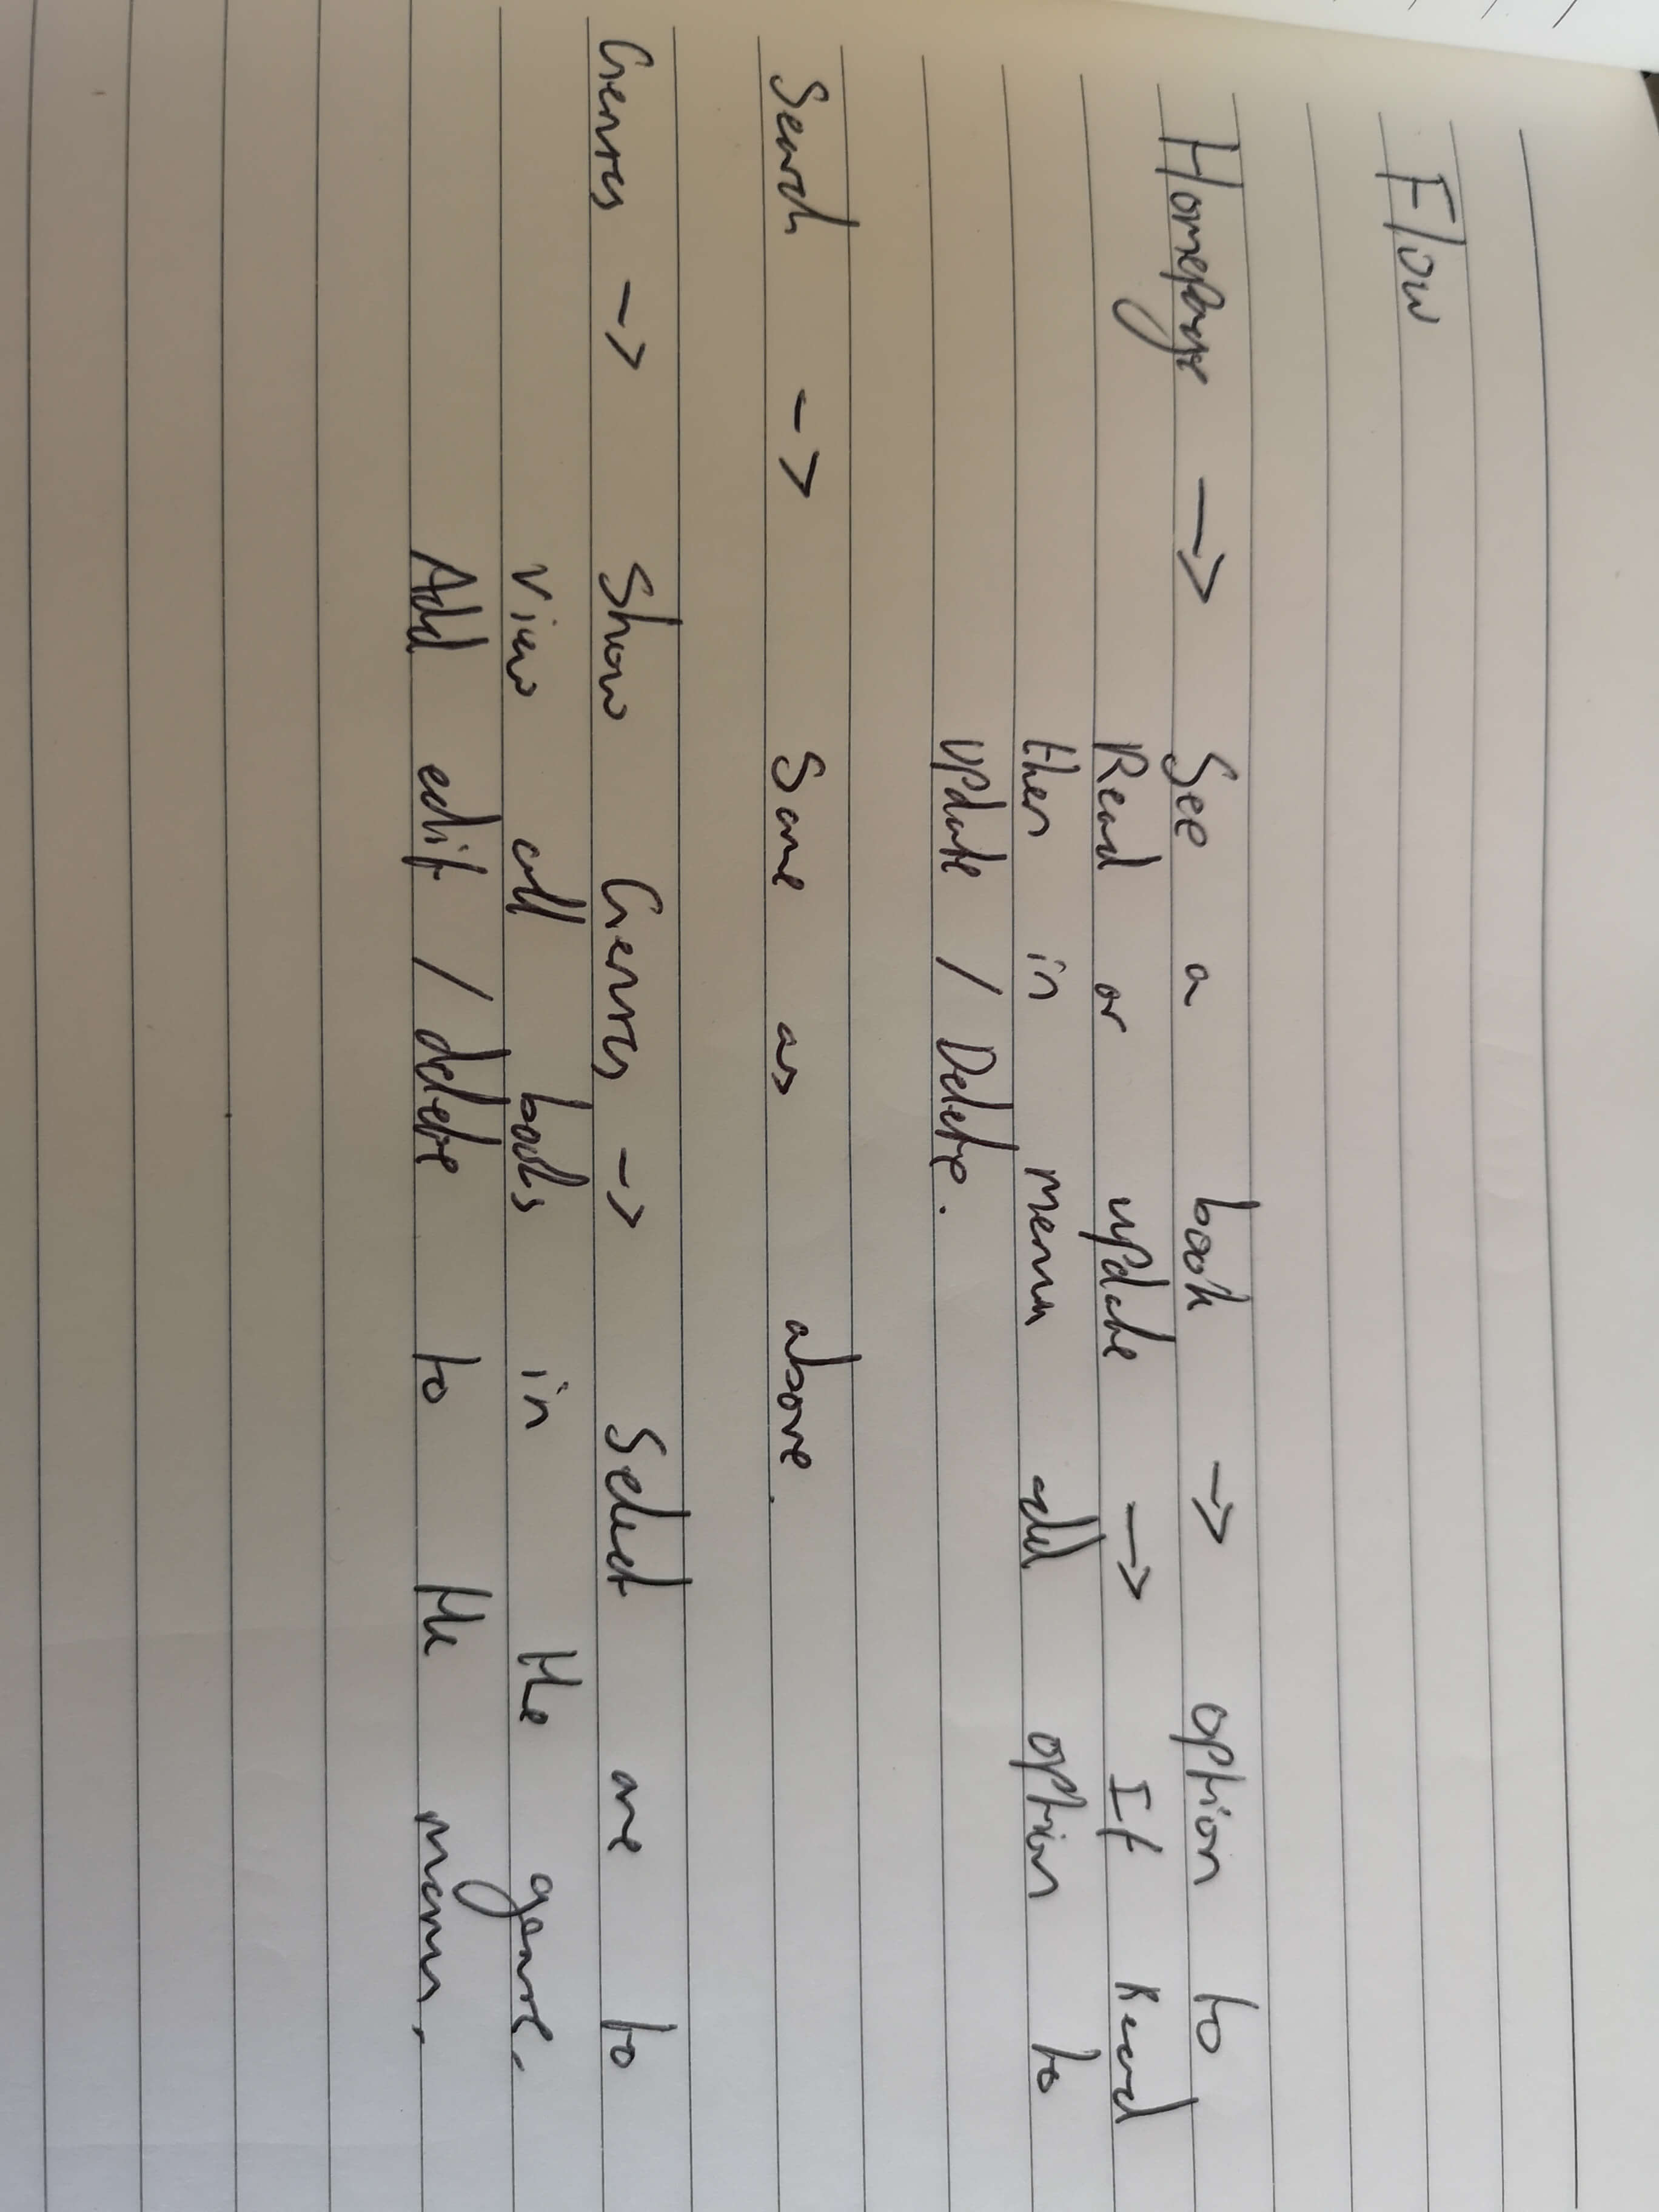 Flow
Homepage -> See a book -> option to
Read or update -> If Read
then in menu add option to
update / Delete.
Search -> Same as above.
Genres -> Show Genres -> Select one to
view all books in the genre.
Add edit / delete to the menu.